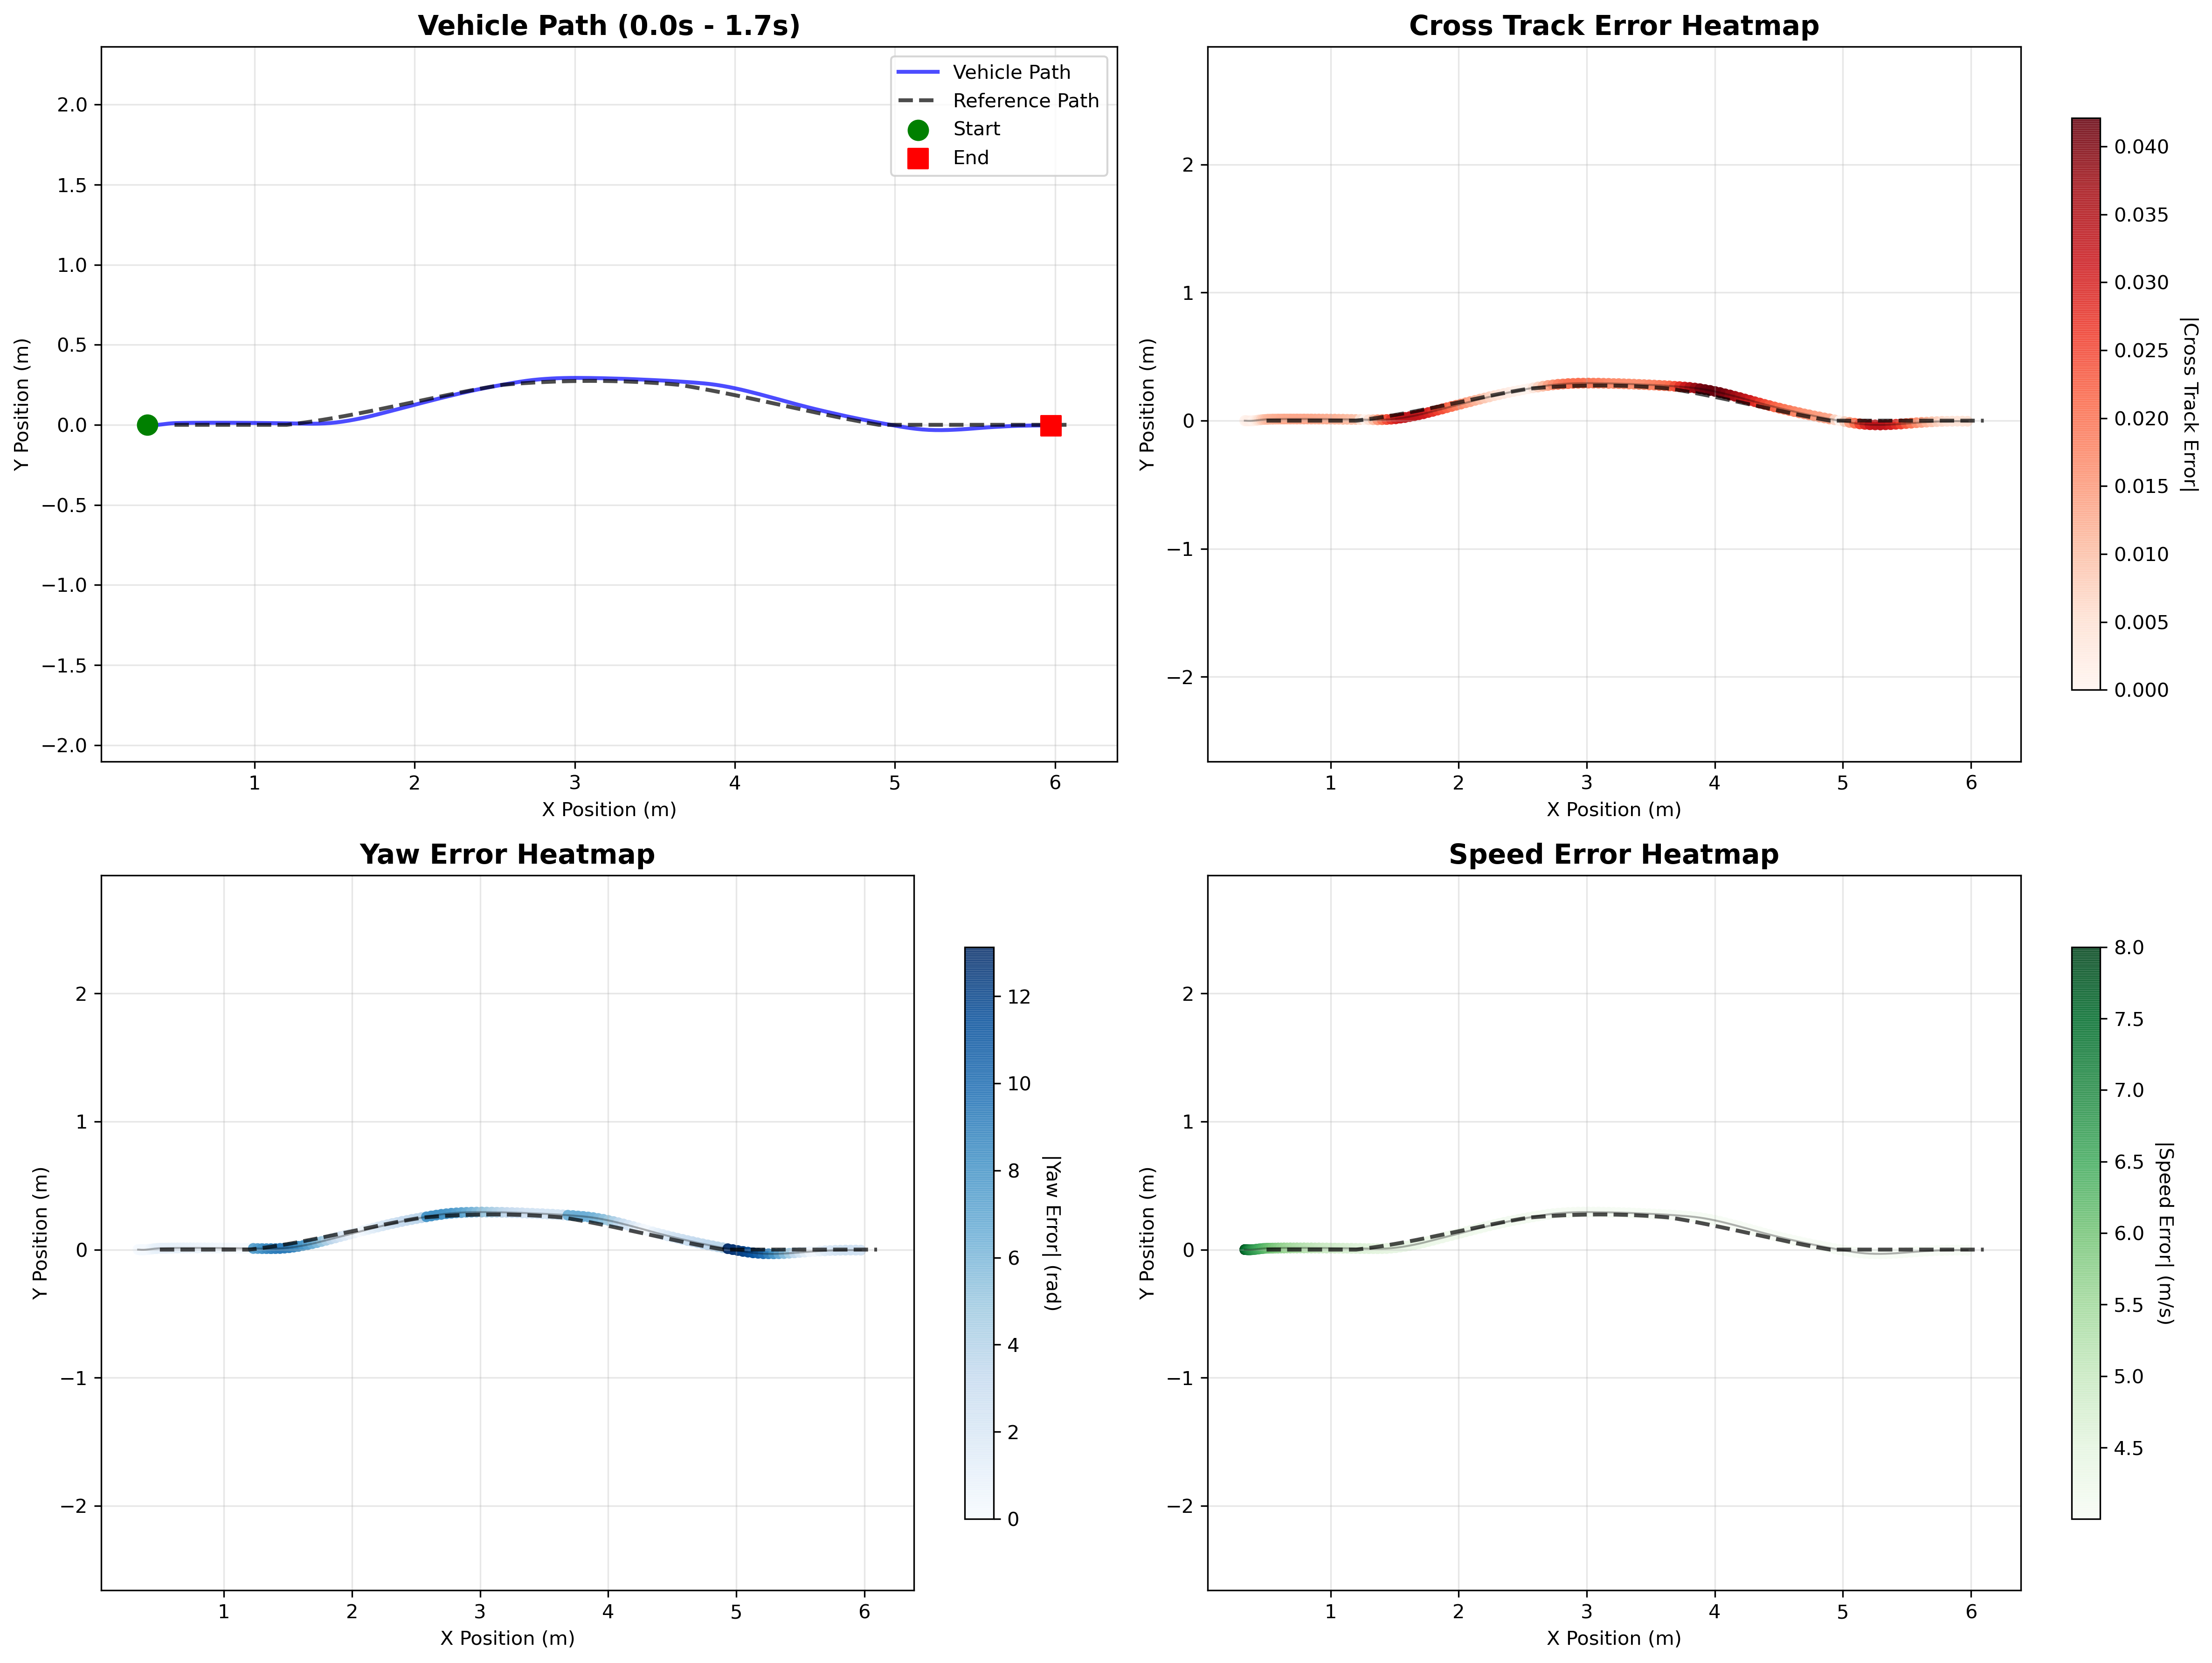 Vehicle Path (0.0s - 1.7s)
Vehicle Path
Reference Path
Start
End
2.0
1.5
1.0
0.5
0.0
−0.5
−1.0
−1.5
−2.0
Y Position (m)
1 2 3 4 5 6
X Position (m)
Cross Track Error Heatmap
2
1
0
−1
−2
Y Position (m)
1 2 3 4 5 6
X Position (m)
0.040
0.035
0.030
0.025
0.020
0.015
0.010
0.005
0.000
|Cross Track Error|
Yaw Error Heatmap
2
1
0
−1
−2
Y Position (m)
1 2 3 4 5 6
X Position (m)
12
10
8
6
4
2
0
|Yaw Error| (rad)
Speed Error Heatmap
2
1
0
−1
−2
Y Position (m)
1 2 3 4 5 6
X Position (m)
8.0
7.5
7.0
6.5
6.0
5.5
5.0
4.5
|Speed Error| (m/s)